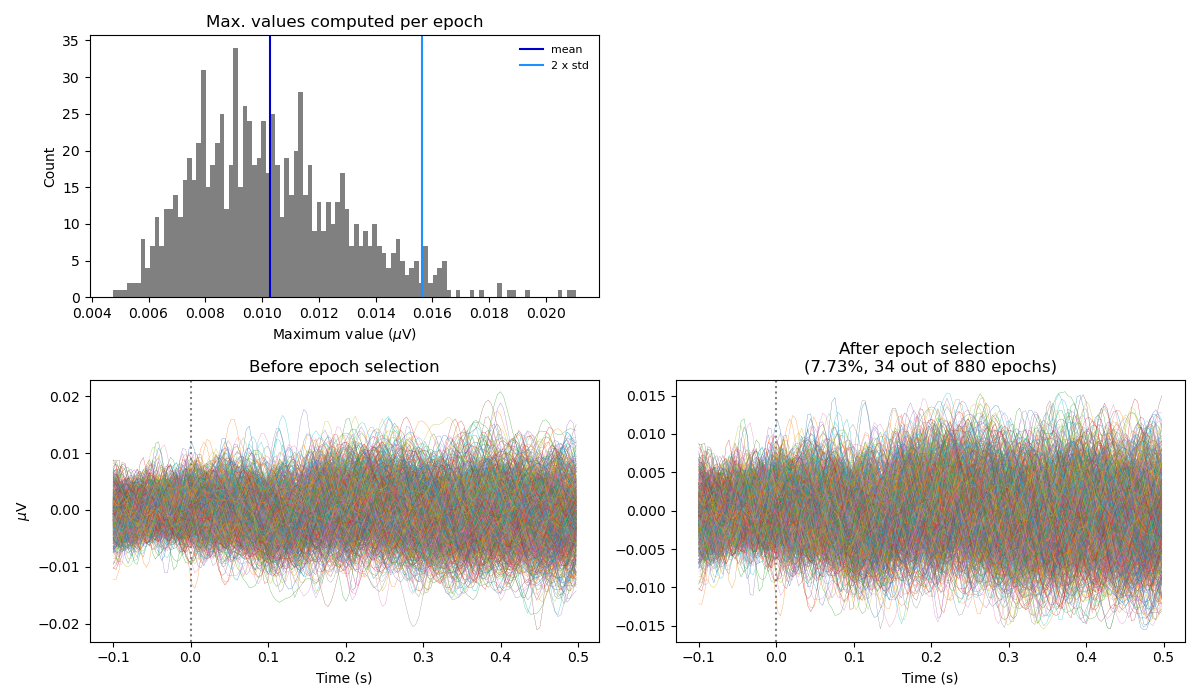 Max. values computed per epoch
35
30
25
20
15
10
5
0
Count
mean
2 x std
0.004 0.006 0.008 0.010 0.012 0.014 0.016 0.018 0.020
Maximum value (μV)
Before epoch selection
0.02
0.01
0.00
−0.01
−0.02
μV
−0.1 0.0 0.1 0.2 0.3 0.4 0.5
Time (s)
After epoch selection
(7.73%, 34 out of 880 epochs)
0.015
0.010
0.005
0.000
−0.005
−0.010
−0.015
−0.1 0.0 0.1 0.2 0.3 0.4 0.5
Time (s)